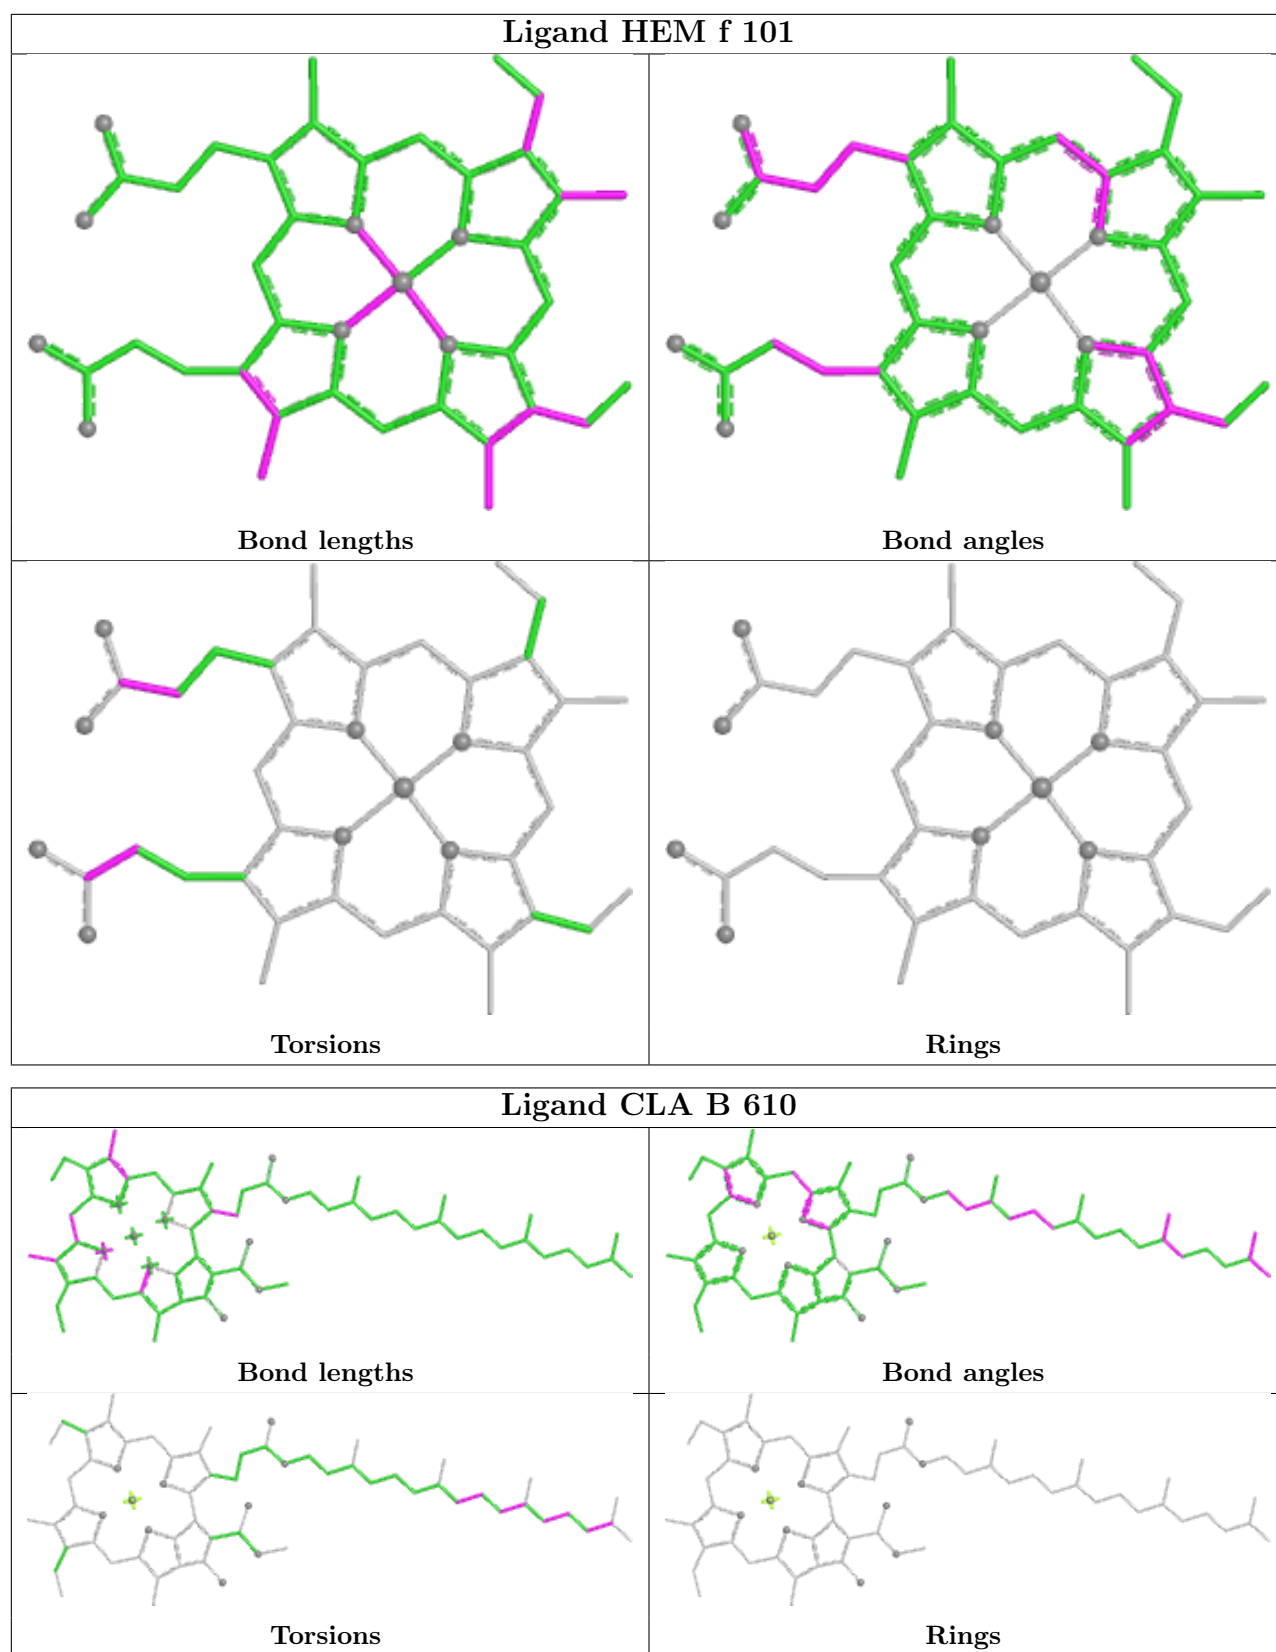 Ligand HEM f 101
Bond lengths
Bond angles
Torsions
Rings
Ligand CLA B 610
Bond lengths
Bond angles
Torsions
Rings